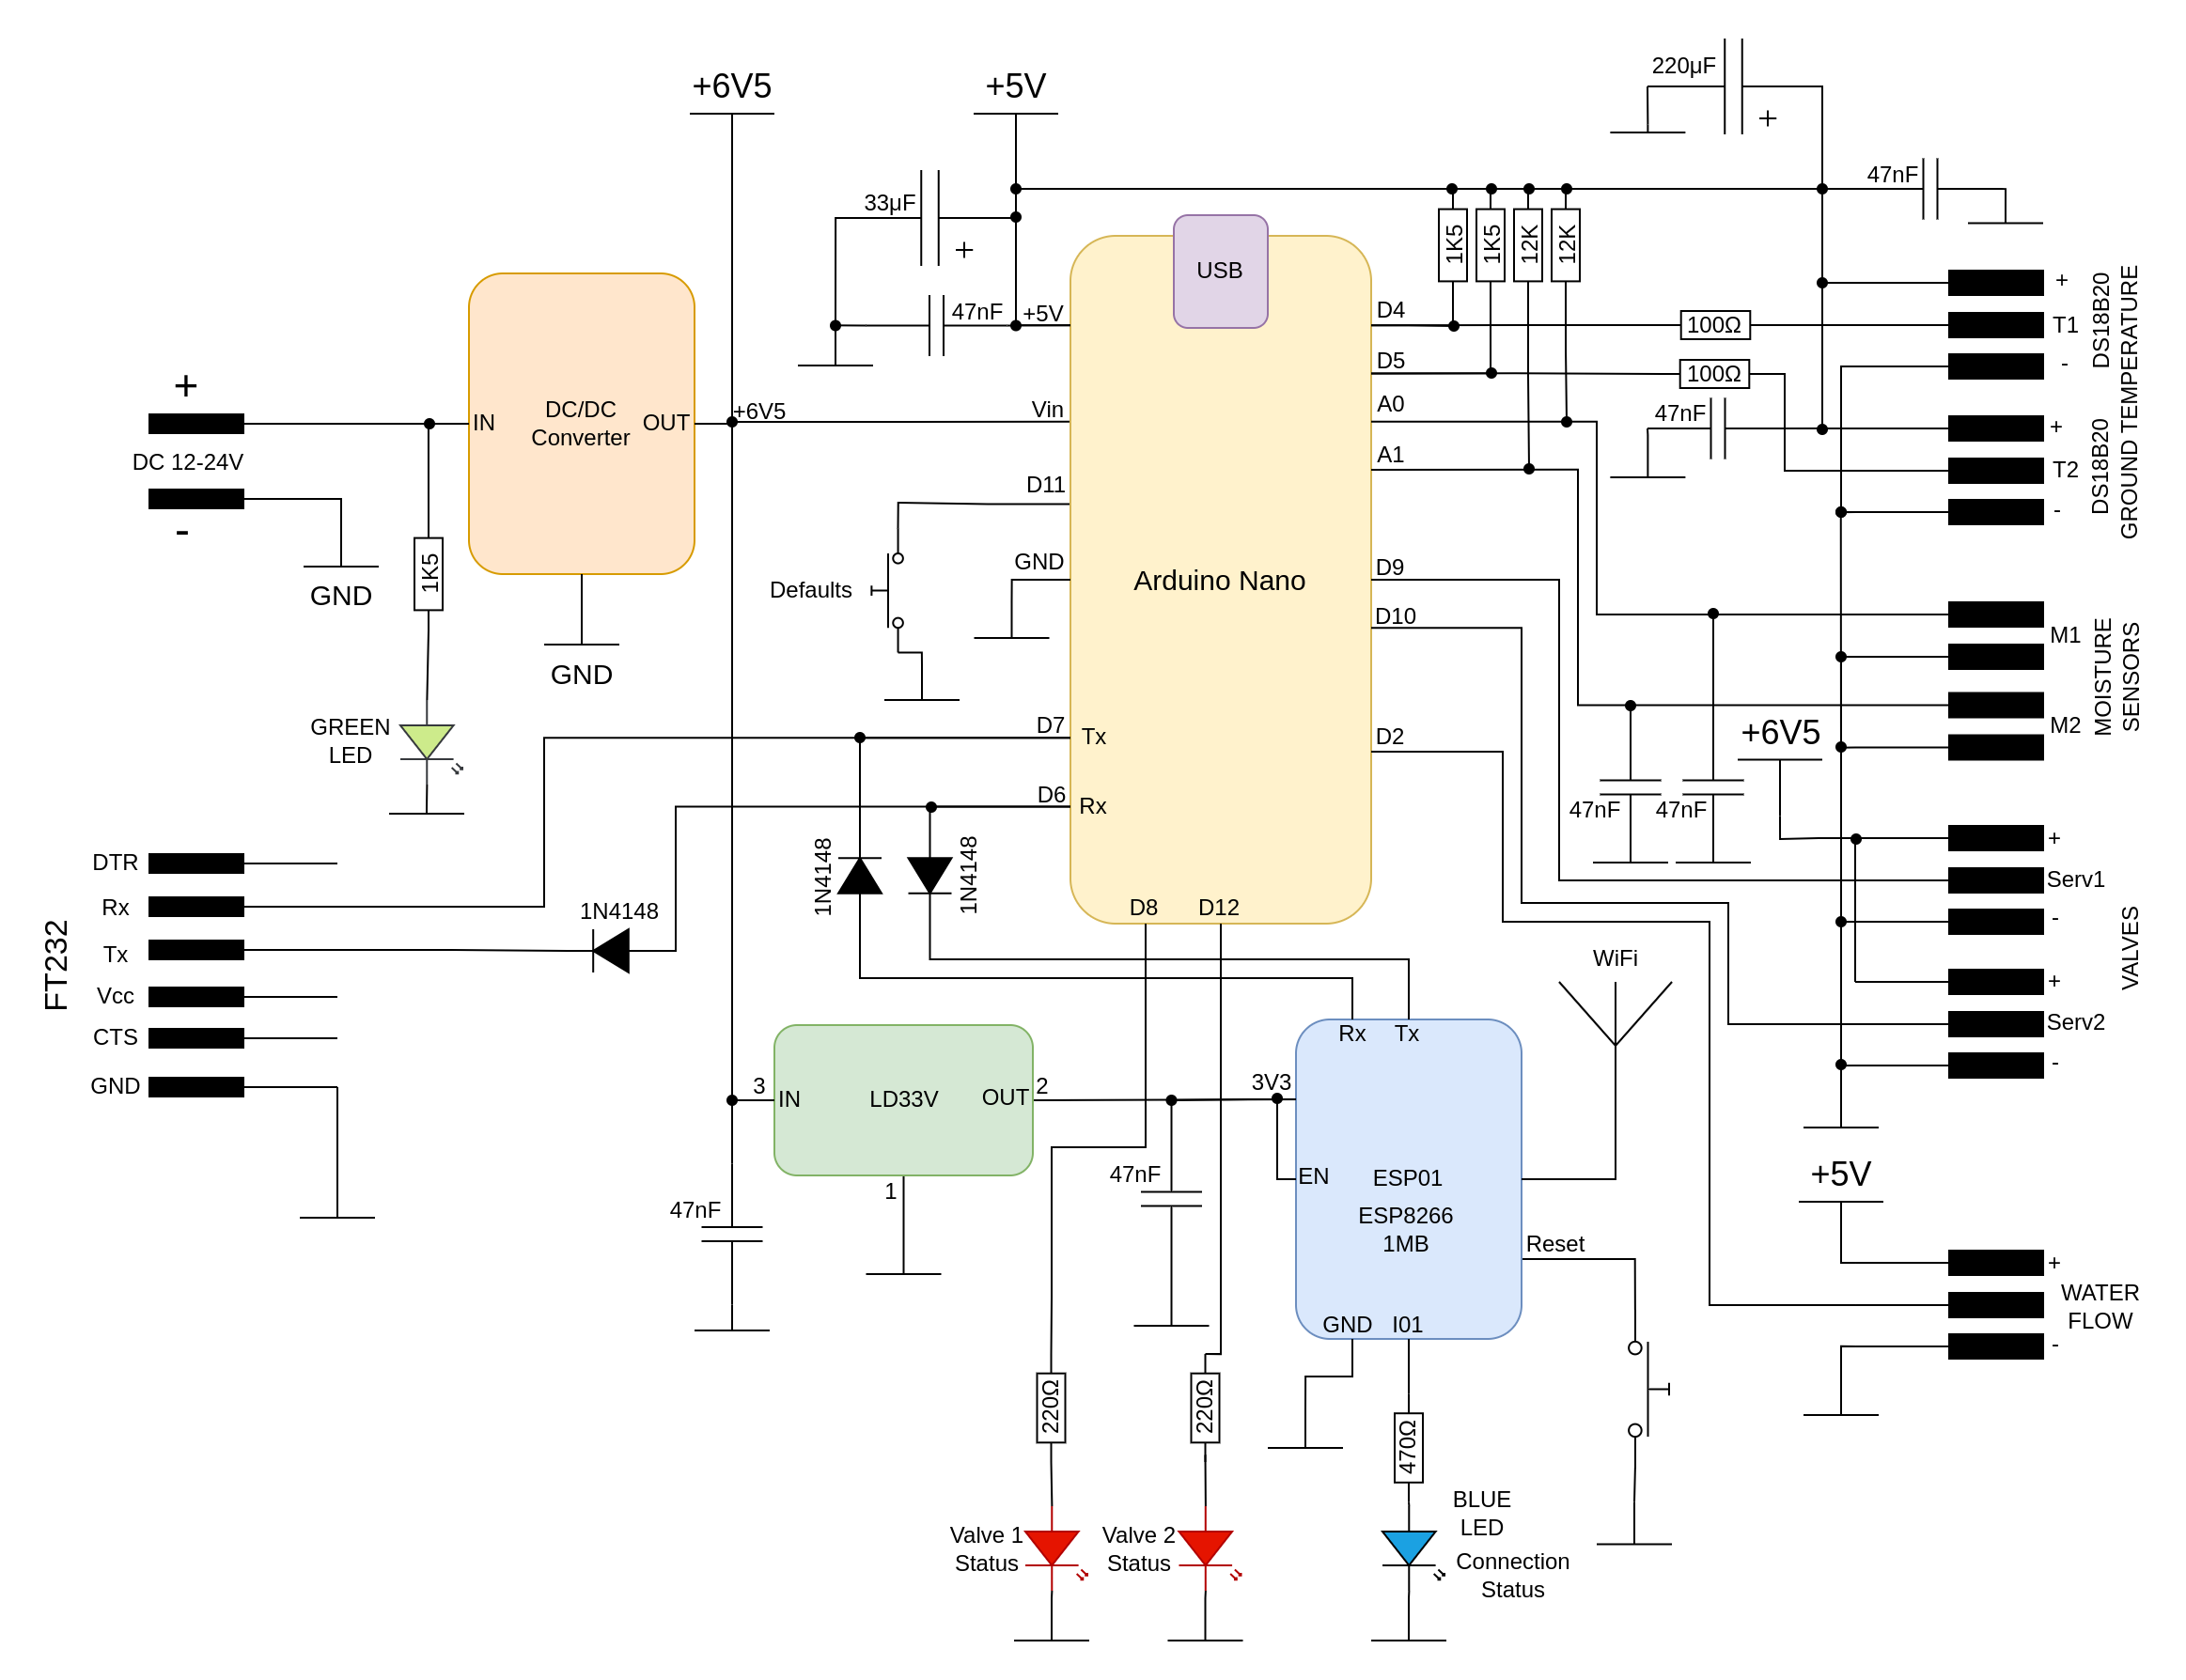 +6V5
+5V
220μF
+
47nF
33μF
+
47nF
+5V
USB
1K5
1K5
12K
12K
D4
100Ω
D5
100Ω
A0
47nF
A1
+
T1
-
DS18B20
+
T2
-
DS18B20
GROUND TEMPERATURE
+
DC 12-24V
-
GND
IN
DC/DC
Converter
OUT
+6V5
Vin
GND
1K5
GREEN
LED
D11
Defaults
GND
Arduino Nano
D9
D10
D7
Tx
D6
Rx
D2
D8
D12
M1
M2
MOISTURE
SENSORS
+6V5
47nF
47nF
+
Serv1
-
+
Serv2
-
VALVES
FT232
DTR
Rx
Tx
Vcc
CTS
GND
1N4148
1N4148
1N4148
WiFi
3
IN
LD33V
OUT
2
1
47nF
47nF
3V3
Rx
Tx
EN
ESP01
ESP8266
1MB
Reset
GND
I01
+5V
+
WATER
FLOW
-
220Ω
220Ω
470Ω
Valve 1
Status
Valve 2
Status
BLUE
LED
Connection
Status